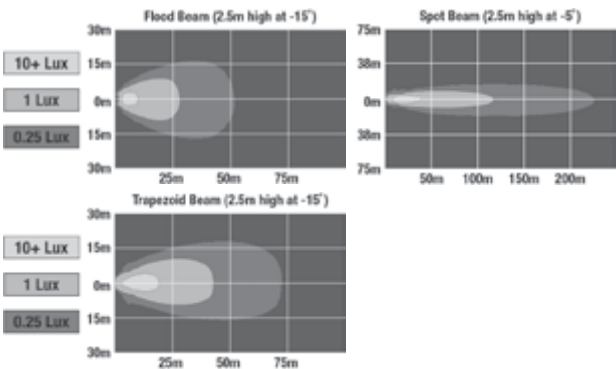 Flood Beam (2.5m high at -15°)
30m
15m
0m
15m
30m
25m 50m 75m
10+ Lux
1 Lux
0.25 Lux
Spot Beam (2.5m high at -5°)
75m
38m
0m
38m
75m
50m 100m 150m 200m
Trapezoid Beam (2.5m high at -15°)
30m
15m
0m
15m
30m
25m 50m 75m
10+ Lux
1 Lux
0.25 Lux